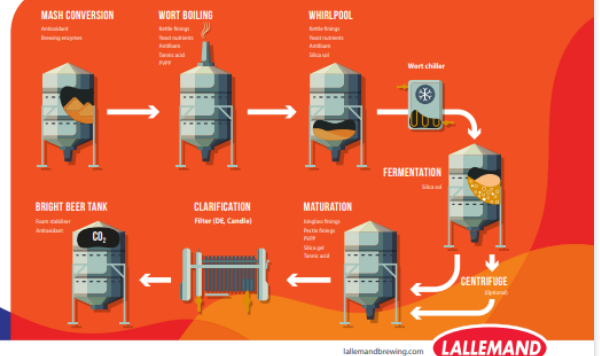 MASH CONVERSION
Antioxidant
Brewing enzymes
WORT BOILING
Kettle finings
Yeast nutrients
Antifoam
Tannic acid
PVPP
WHIRLPOOL
Kettle finings
Yeast nutrients
Antifoam
Silica sol
Wort chiller
FERMENTATION
Silica sol
BRIGHT BEER TANK
Foam stabiliser
Antioxidant
CO2
CLARIFICATION
Filter (DE, Candle)
MATURATION
Isinglass finings
Pectin finings
PVPP
Silica gel
Tannic acid
CENTRIFUGE
(Optional)
lallemandbrewing.com
LALLEMAND